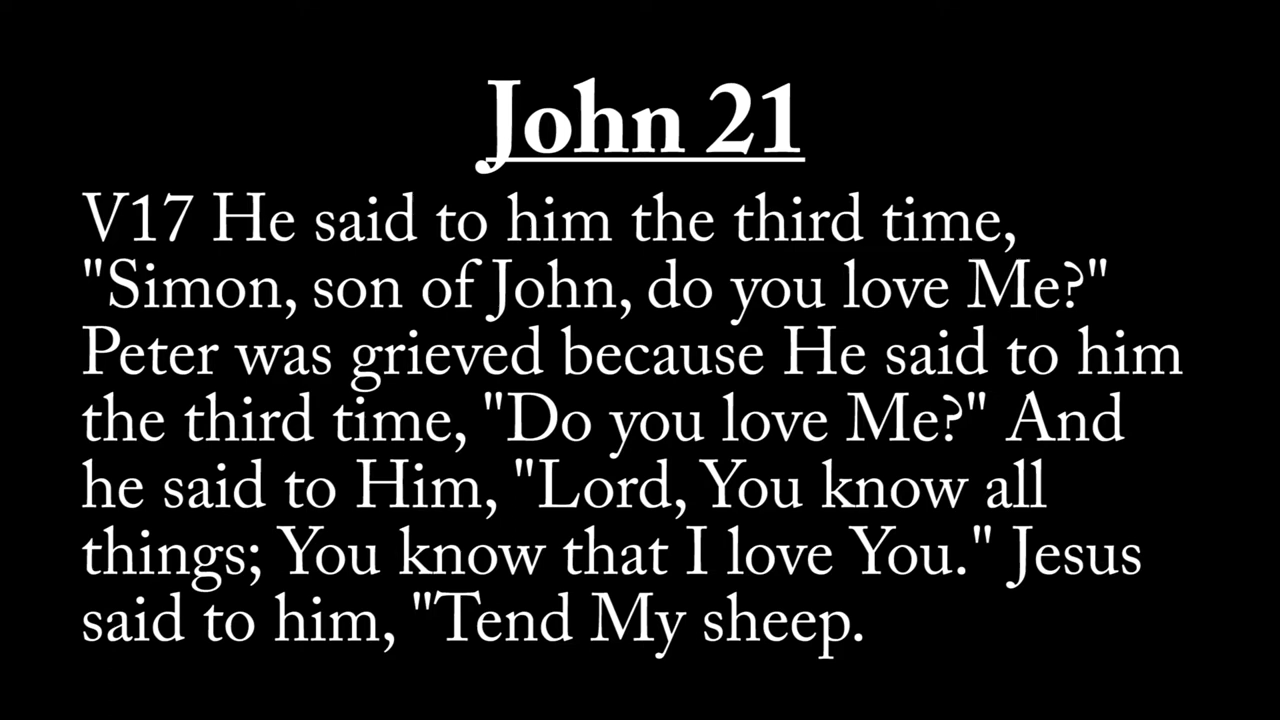 John 21
V17 He said to him the third time,
"Simon, son of John, do you love Me?"
Peter was grieved because He said to him
the third time, "Do you love Me?" And
he said to Him, "Lord, You know all
things; You know that I love You." Jesus
said to him, "Tend My sheep.